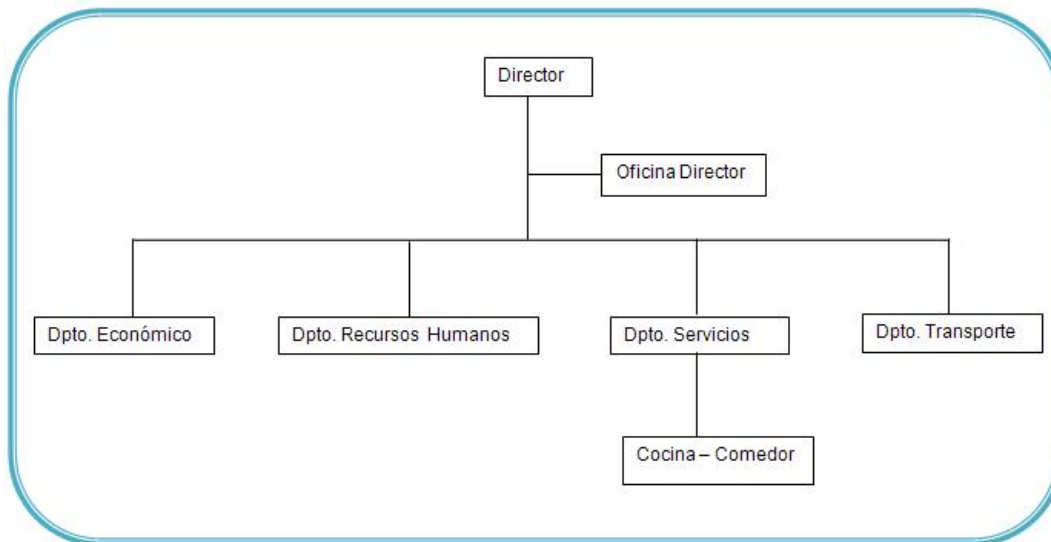 Director
Oficina Director
Dpto. Económico
Dpto. Recursos Humanos
Dpto. Servicios
Dpto. Transporte
Cocina – Comedor